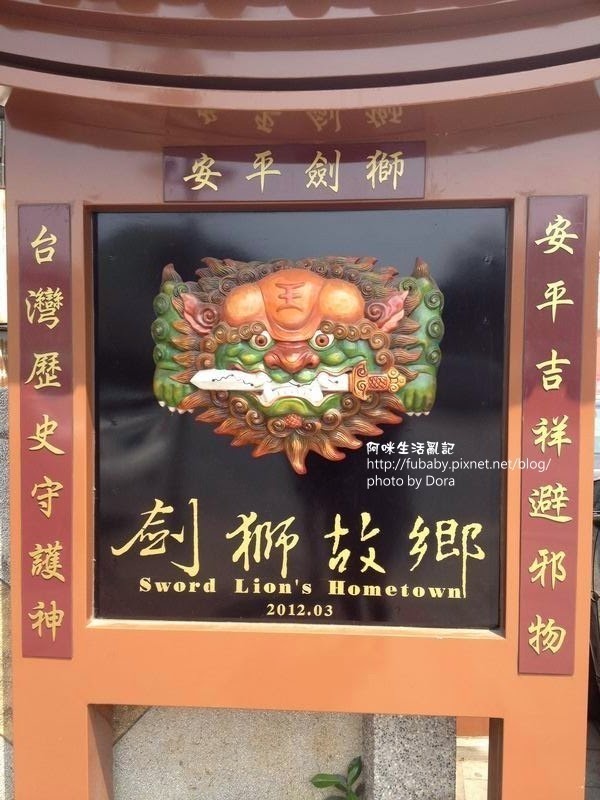 安平劍獅
安平吉祥避邪物
台灣歷史守護神
王
阿咪生活亂記
http://fubaby.pixnet.net/blog/
photo by Dora
劍獅故鄉
Sword Lion's Hometown
2012.03